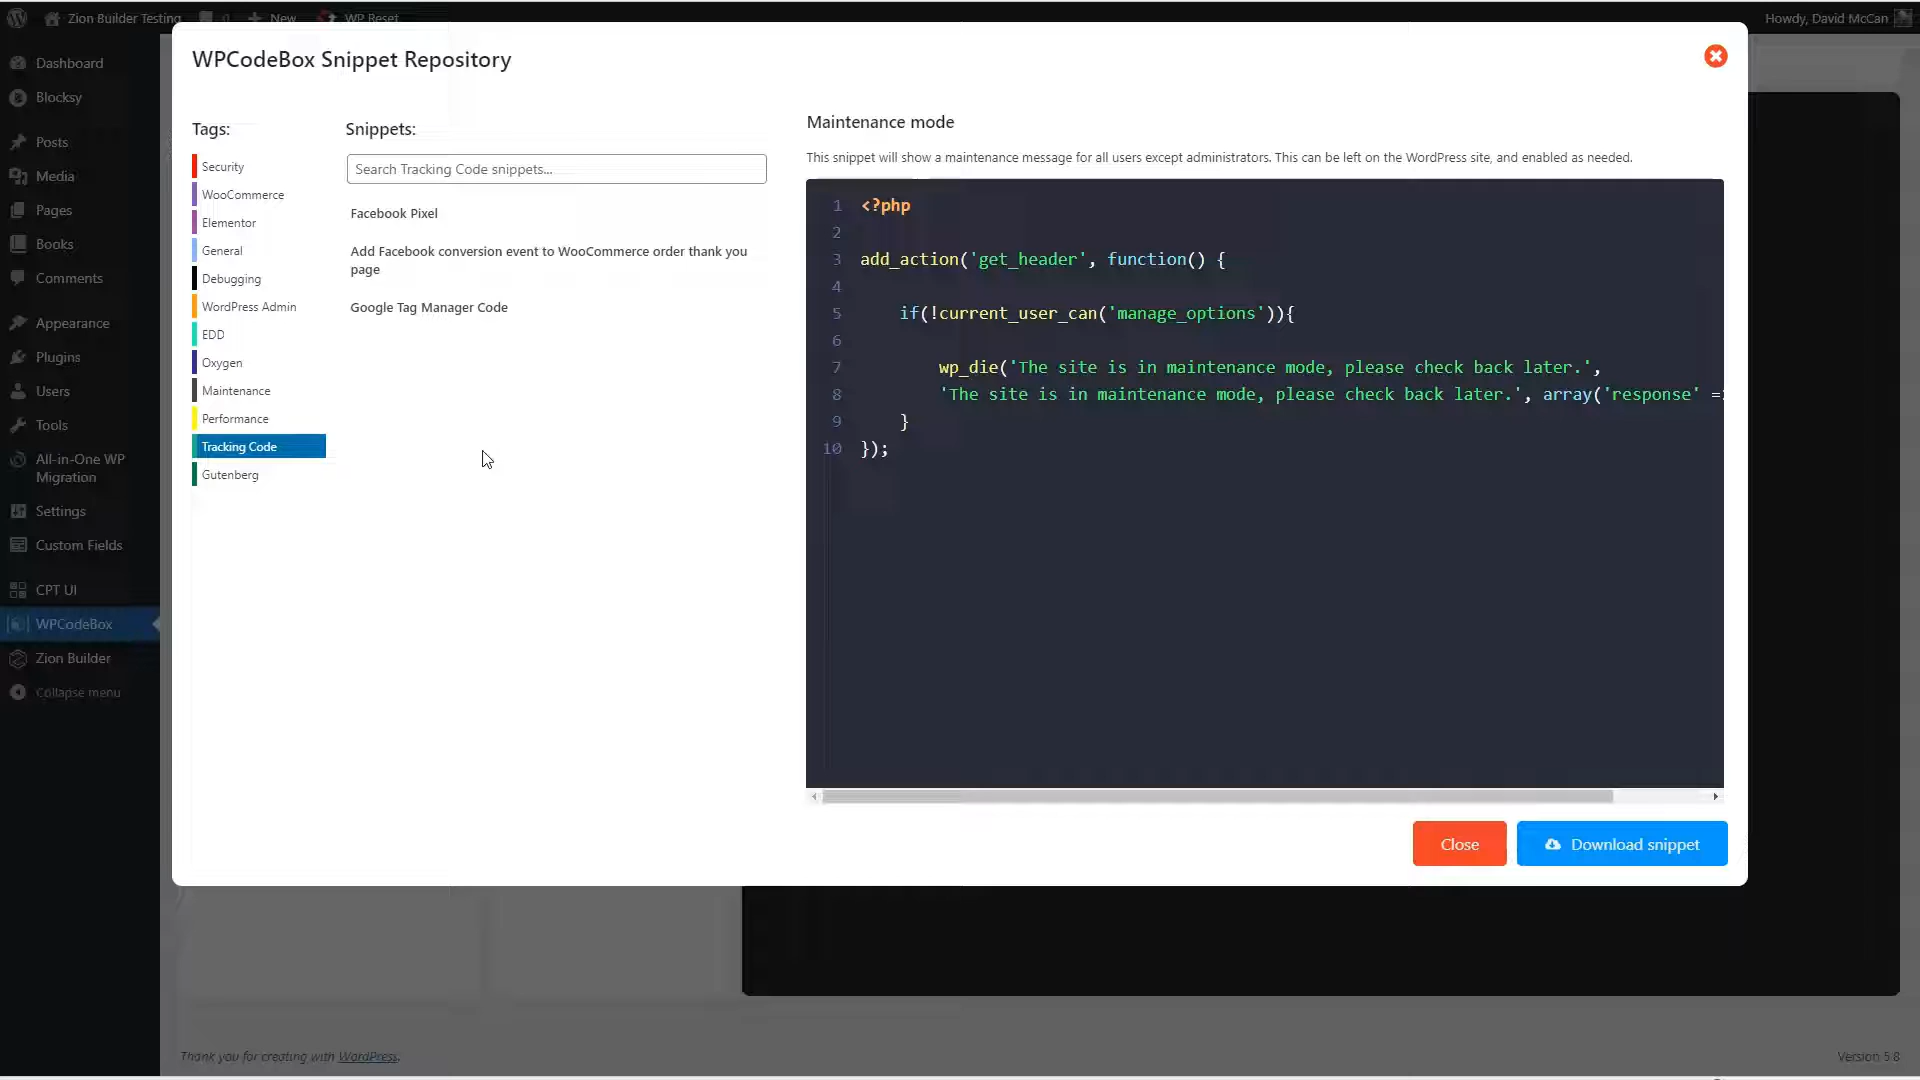 Zion Builder Testing
0
New
WP Reset
Howdy, David McCan
Dashboard
Blocksy
Posts
Media
Pages
Books
Comments
Appearance
Plugins
Users
Tools
All-in-One WP
Migration
Settings
Custom Fields
CPT UI
WPCodeBox
Zion Builder
Collapse menu
WPCodeBox Snippet Repository
Tags:
Security
WooCommerce
Elementor
General
Debugging
WordPress Admin
EDD
Oxygen
Maintenance
Performance
Tracking Code
Gutenberg
Snippets:
Search Tracking Code snippets...
Facebook Pixel
Add Facebook conversion event to WooCommerce order thank you
page
Google Tag Manager Code
Maintenance mode
This snippet will show a maintenance message for all users except administrators. This can be left on the WordPress site, and enabled as needed.
1 <?php
2
3 add_action('get_header', function() {
4
5 if(!current_user_can('manage_options')){
6
7 wp_die('The site is in maintenance mode, please check back later.',
8 'The site is in maintenance mode, please check back later.', array('response' =>
9 }
10 });
Close
Download snippet
Thank you for creating with WordPress.
Version 5.8